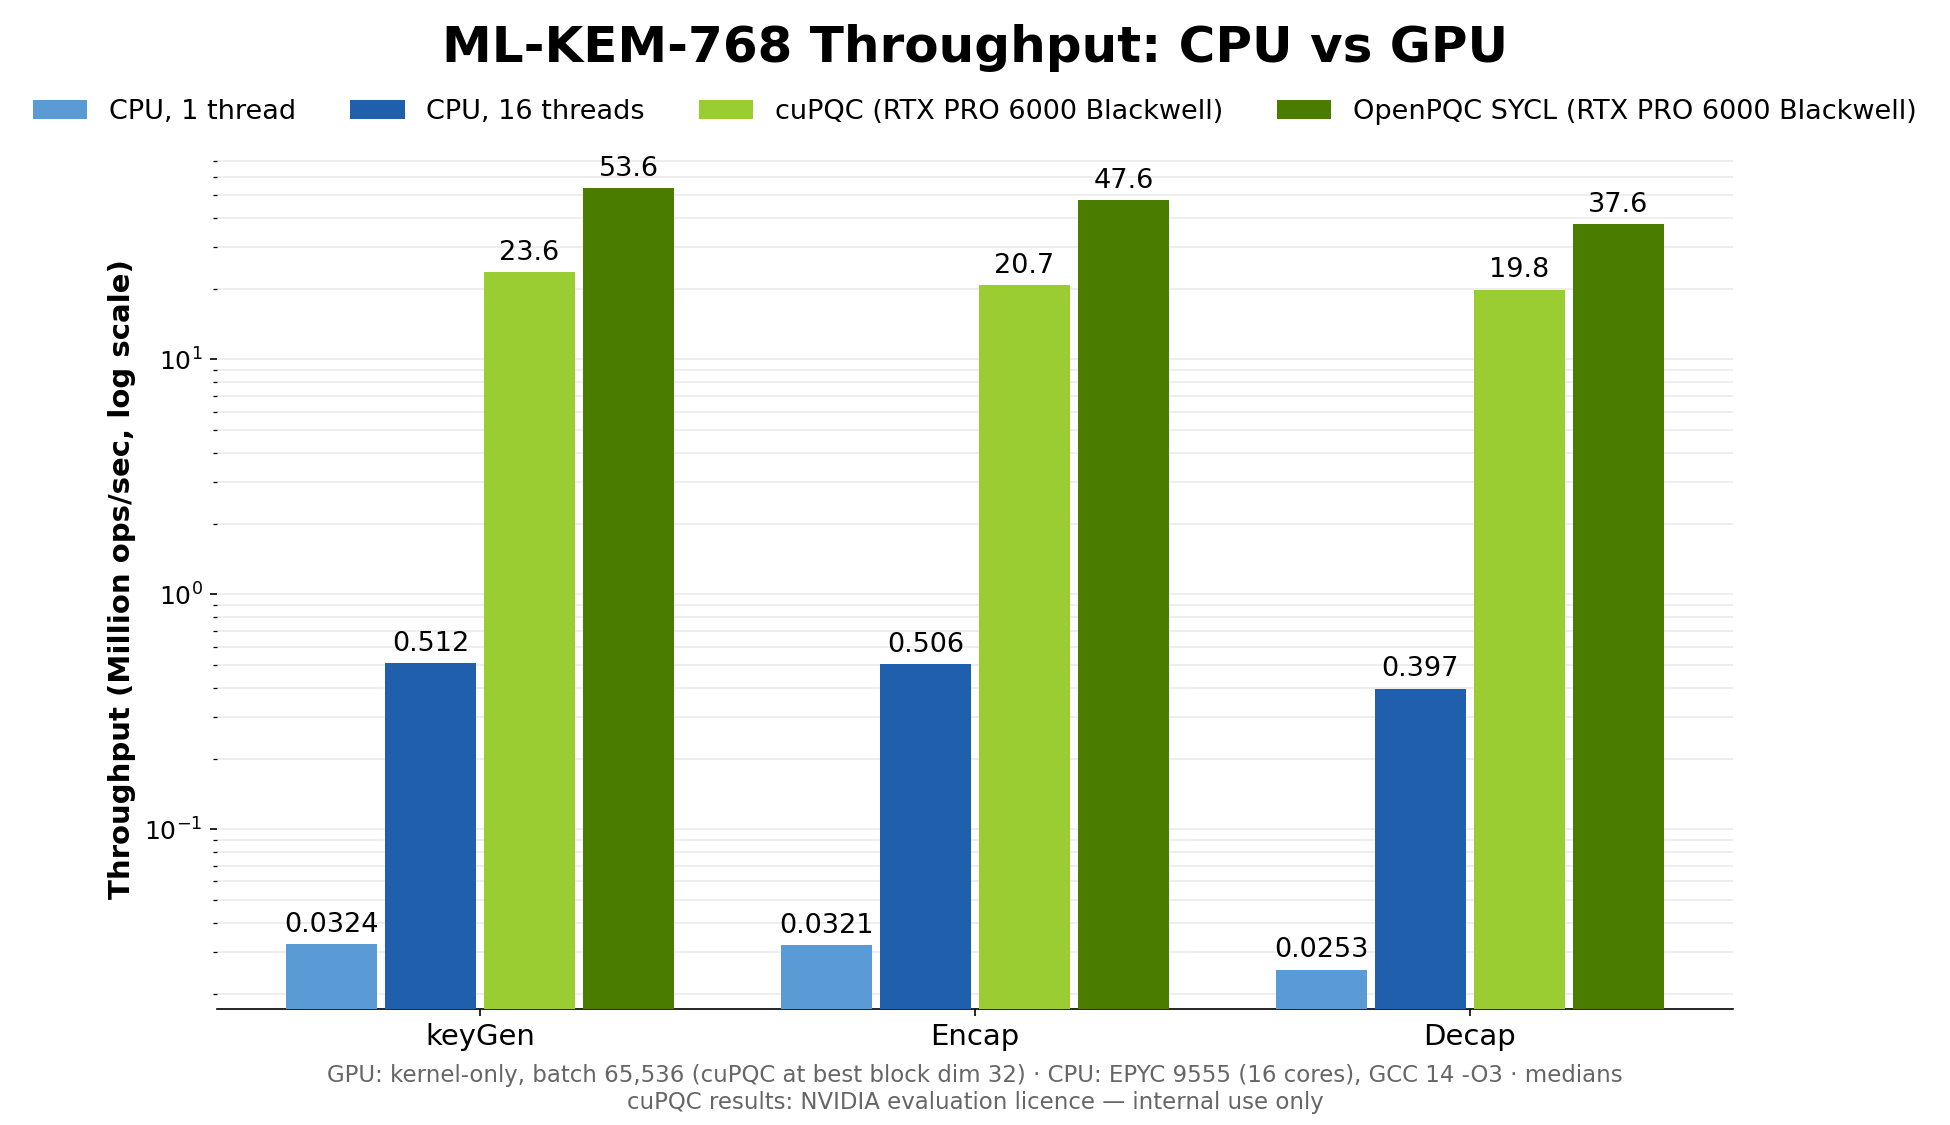 ML-KEM-768 Throughput: CPU vs GPU
CPU, 1 thread
CPU, 16 threads
cuPQC (RTX PRO 6000 Blackwell)
OpenPQC SYCL (RTX PRO 6000 Blackwell)
Throughput (Million ops/sec, log scale)
10¹
10⁰
10⁻¹
0.0324
0.512
23.6
53.6
0.0321
0.506
20.7
47.6
0.0253
0.397
19.8
37.6
keyGen
Encap
Decap
GPU: kernel-only, batch 65,536 (cuPQC at best block dim 32) · CPU: EPYC 9555 (16 cores), GCC 14 -O3 · medians
cuPQC results: NVIDIA evaluation licence — internal use only